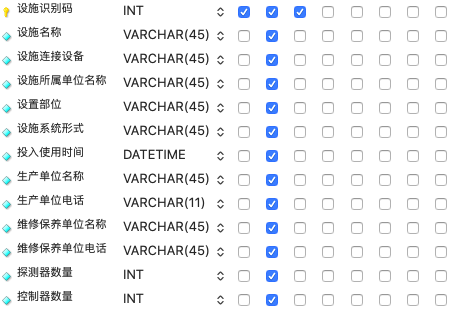 设施识别码 INT
设施名称 VARCHAR(45)
设施连接设备 VARCHAR(45)
设施所属单位名称 VARCHAR(45)
设置部位 VARCHAR(45)
设施系统形式 VARCHAR(45)
投入使用时间 DATETIME
生产单位名称 VARCHAR(45)
生产单位电话 VARCHAR(11)
维修保养单位名称 VARCHAR(45)
维修保养单位电话 VARCHAR(45)
探测器数量 INT
控制器数量 INT